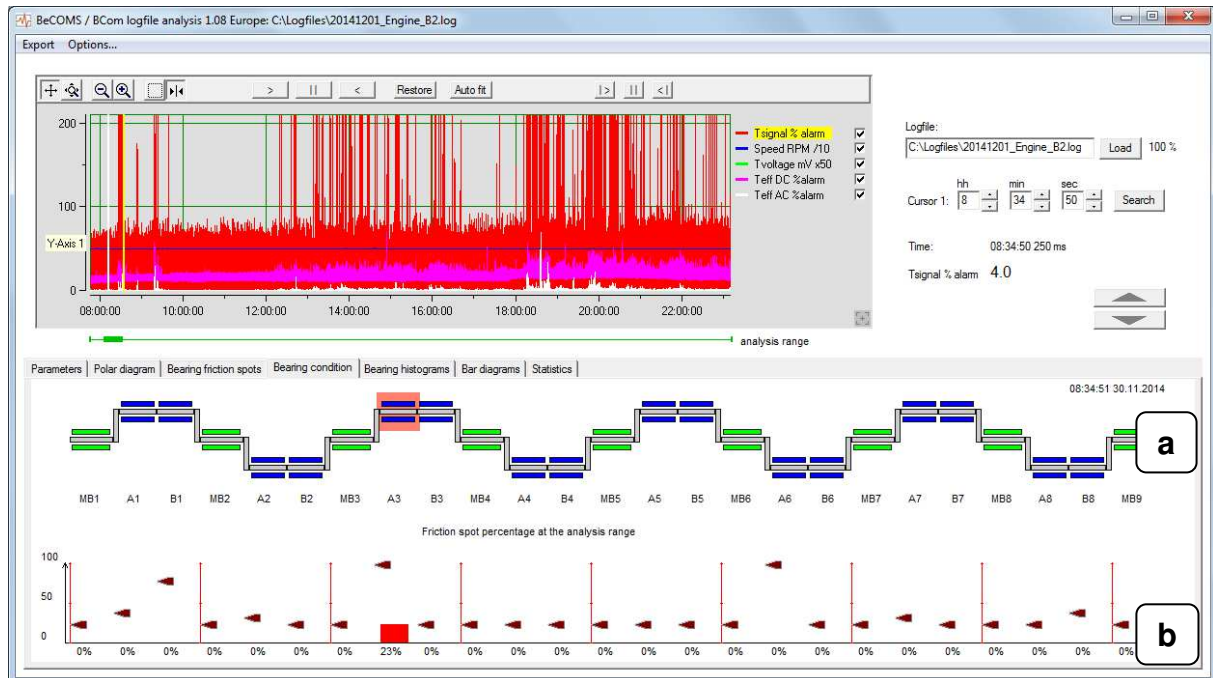 BeCOMS / BCom logfile analysis 1.08 Europe: C:\Logfiles\20141201_Engine_B2.log
Export Options...
> || < Restore Auto fit |> || <|
200
100
0
Y-Axis 1
08:00:00 10:00:00 12:00:00 14:00:00 16:00:00 18:00:00 20:00:00 22:00:00
Tsignal % alarm
Speed RPM /10
Tvoltage mV x50
Teff DC %alarm
Teff AC %alarm
analysis range
Logfile:
C:\Logfiles\20141201_Engine_B2.log Load 100 %
hh min sec
Cursor 1: 8 34 50 Search
Time: 08:34:50 250 ms
Tsignal % alarm 4.0
Parameters Polar diagram Bearing friction spots Bearing condition Bearing histograms Bar diagrams Statistics
08:34:51 30.11.2014
a
MB1 A1 B1 MB2 A2 B2 MB3 A3 B3 MB4 A4 B4 MB5 A5 B5 MB6 A6 B6 MB7 A7 B7 MB8 A8 B8 MB9
Friction spot percentage at the analysis range
100
50
0
b
0% 0% 0% 0% 0% 0% 0% 23% 0% 0% 0% 0% 0% 0% 0% 0% 0% 0% 0% 0% 0% 0% 0% 0% 0%